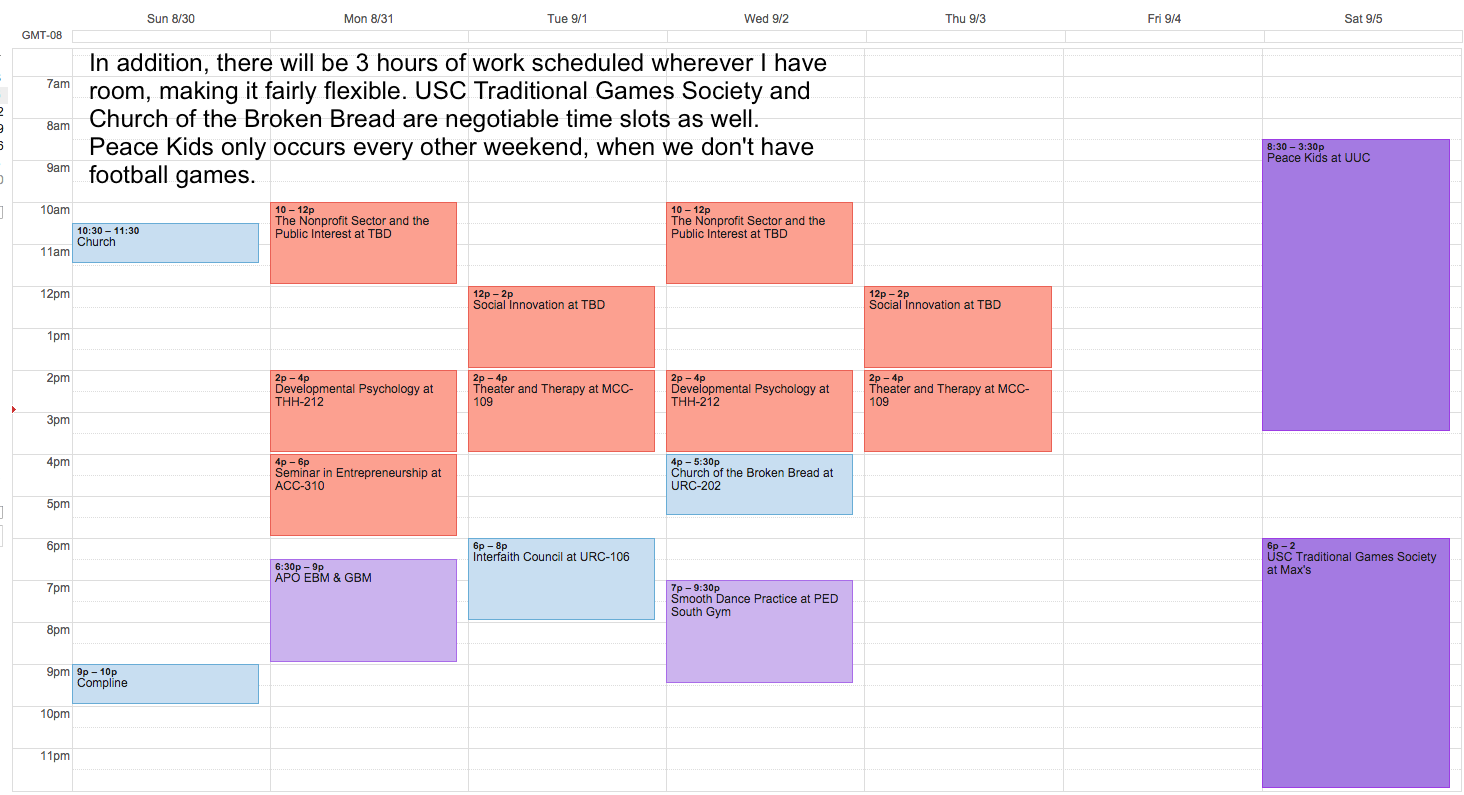 Sun 8/30 Mon 8/31 Tue 9/1 Wed 9/2 Thu 9/3 Fri 9/4 Sat 9/5
GMT-08
In addition, there will be 3 hours of work scheduled wherever I have
room, making it fairly flexible. USC Traditional Games Society and
Church of the Broken Bread are negotiable time slots as well.
Peace Kids only occurs every other weekend, when we don't have
football games.
7am
8am
9am
10am
11am
12pm
1pm
2pm
3pm
4pm
5pm
6pm
7pm
8pm
9pm
10pm
11pm
10:30 – 11:30
Church
9p – 10p
Compline
10 – 12p
The Nonprofit Sector and the
Public Interest at TBD
2p – 4p
Developmental Psychology at
THH-212
4p – 6p
Seminar in Entrepreneurship at
ACC-310
6:30p – 9p
APO EBM & GBM
12p – 2p
Social Innovation at TBD
2p – 4p
Theater and Therapy at MCC-
109
6p – 8p
Interfaith Council at URC-106
10 – 12p
The Nonprofit Sector and the
Public Interest at TBD
2p – 4p
Developmental Psychology at
THH-212
4p – 5:30p
Church of the Broken Bread at
URC-202
7p – 9:30p
Smooth Dance Practice at PED
South Gym
12p – 2p
Social Innovation at TBD
2p – 4p
Theater and Therapy at MCC-
109
8:30 – 3:30p
Peace Kids at UUC
6p – 2
USC Traditional Games Society
at Max's